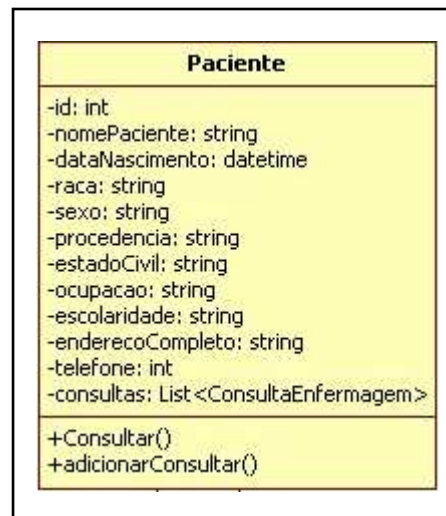 Paciente
-id: int
-nomePaciente: string
-dataNascimento: datetime
-raca: string
-sexo: string
-procedencia: string
-estadoCivil: string
-ocupacao: string
-escolaridade: string
-enderecoCompleto: string
-telefone: int
-consultas: List<ConsultaEnfermagem>
+Consultar()
+adicionarConsultar()